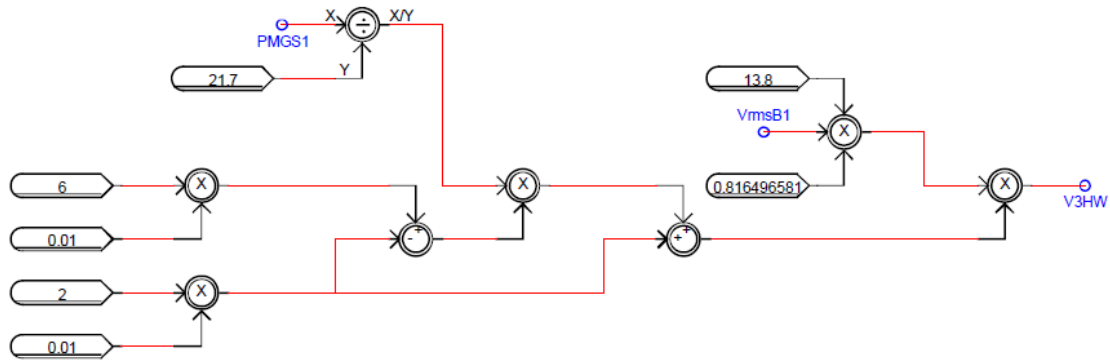 X
÷
X/Y
PMGS1
Y
21.7
13.8
VrmsB1
X
0.816496581
6
X
0.01
X
-
+
+
+
X
V3HW
2
X
0.01